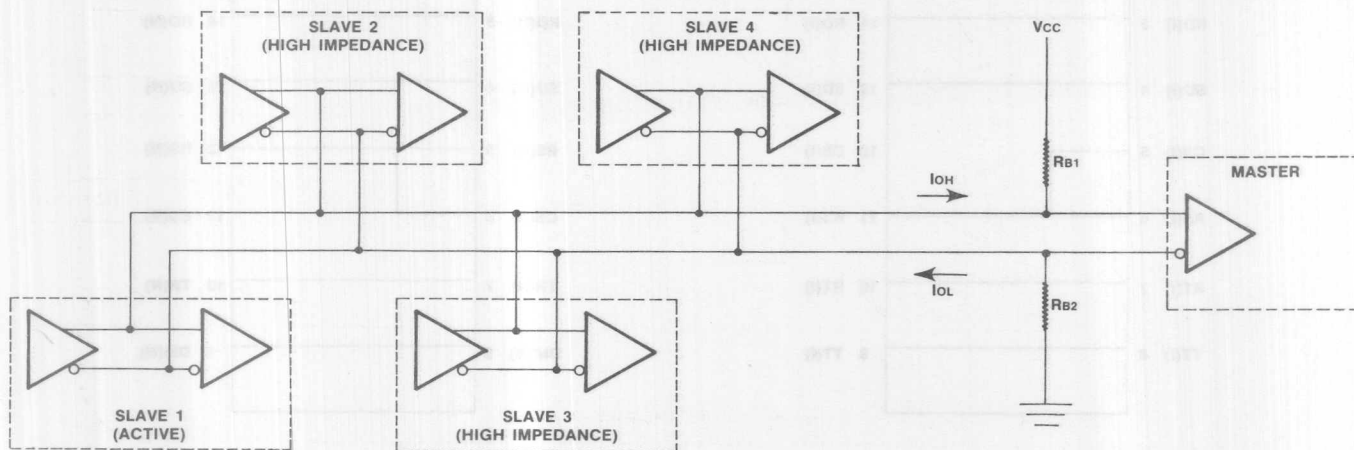 SLAVE 2
(HIGH IMPEDANCE)
SLAVE 4
(HIGH IMPEDANCE)
VCC
RB1
MASTER
IOH
IOL
RB2
SLAVE 1
(ACTIVE)
SLAVE 3
(HIGH IMPEDANCE)